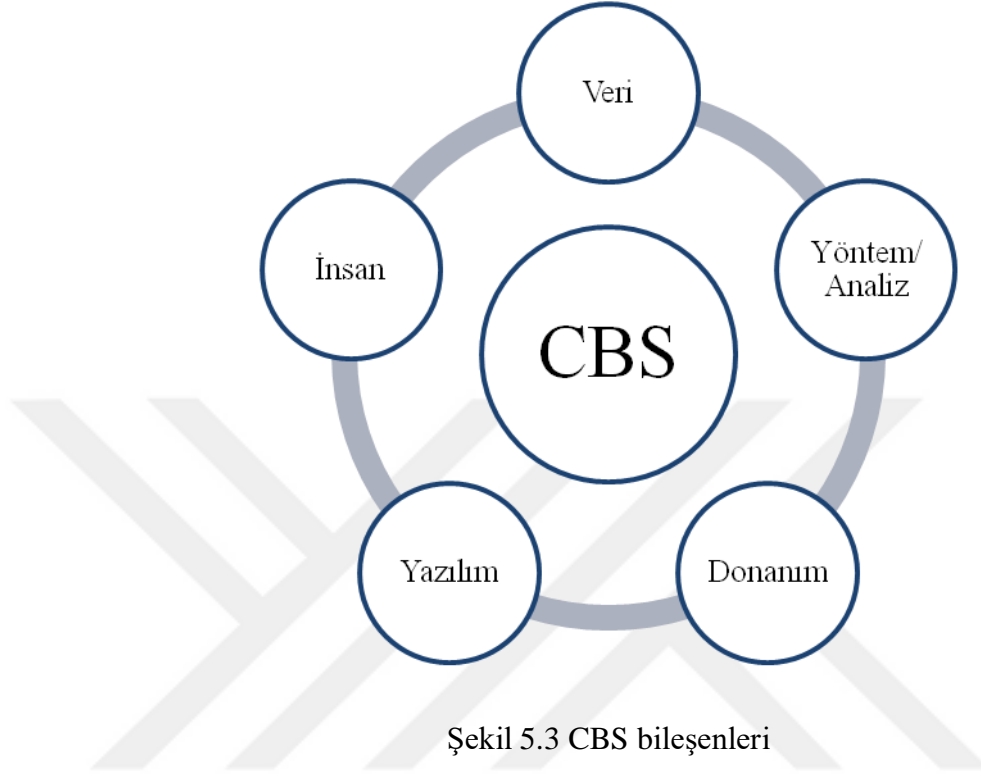 Veri
İnsan
Yöntem/
Analiz
CBS
Yazılım
Donanım
Şekil 5.3 CBS bileşenleri